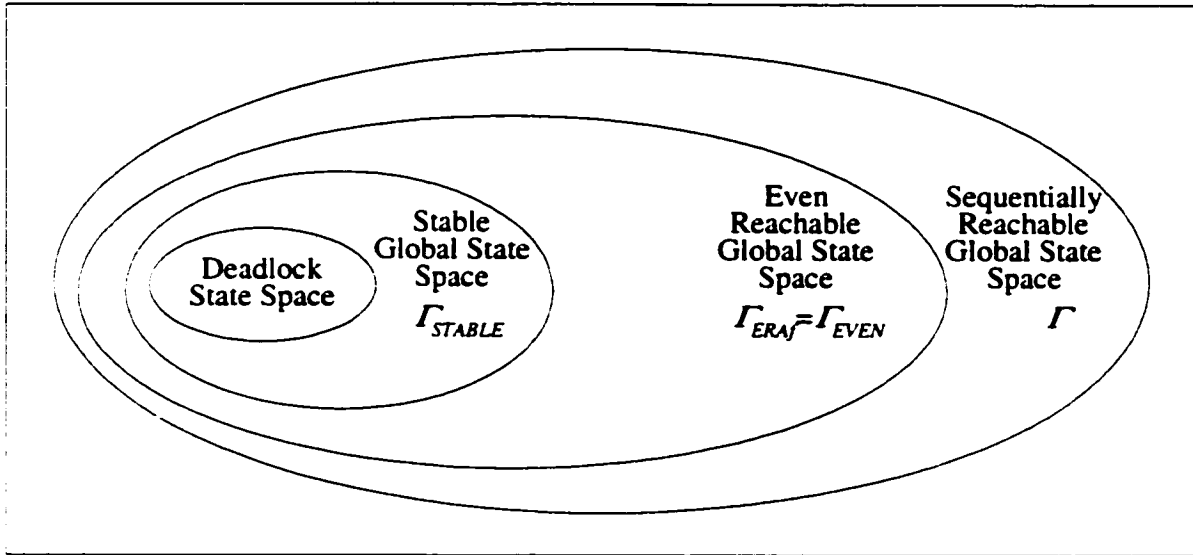 Deadlock
State Space
Stable
Global State
Space
Γ_STABLE
Even
Reachable
Global State
Space
Γ_ERAf=Γ_EVEN
Sequentially
Reachable
Global State
Space
Γ